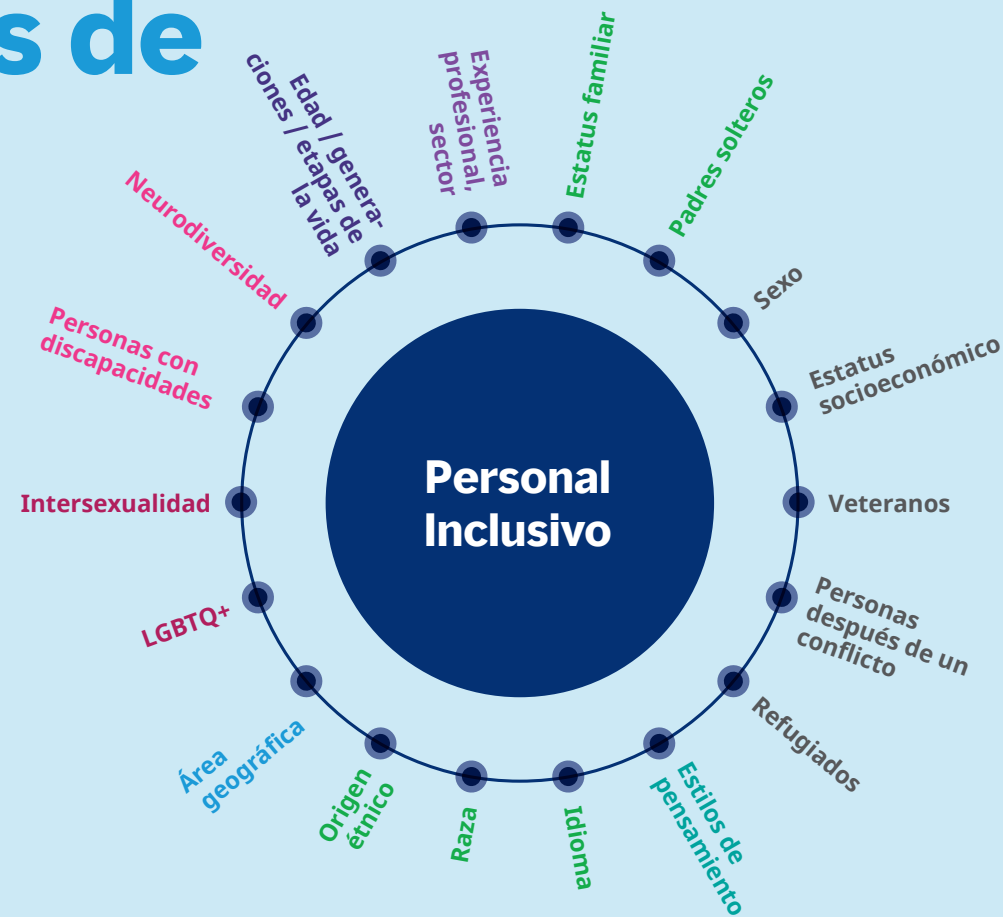 s de
Experiencia
profesional,
sector
Estatus familiar
Padres solteros
Sexo
Estatus
socioeconómico
Veteranos
Personas
después de un
conflicto
Refugiados
Estilos de
pensamiento
Idioma
Raza
Origen
étnico
Área
geográfica
LGBTQ+
Intersexualidad
Personas con
discapacidades
Neurodiversidad
Edad / genera-
ciones / etapas de
la vida
Personal
Inclusivo